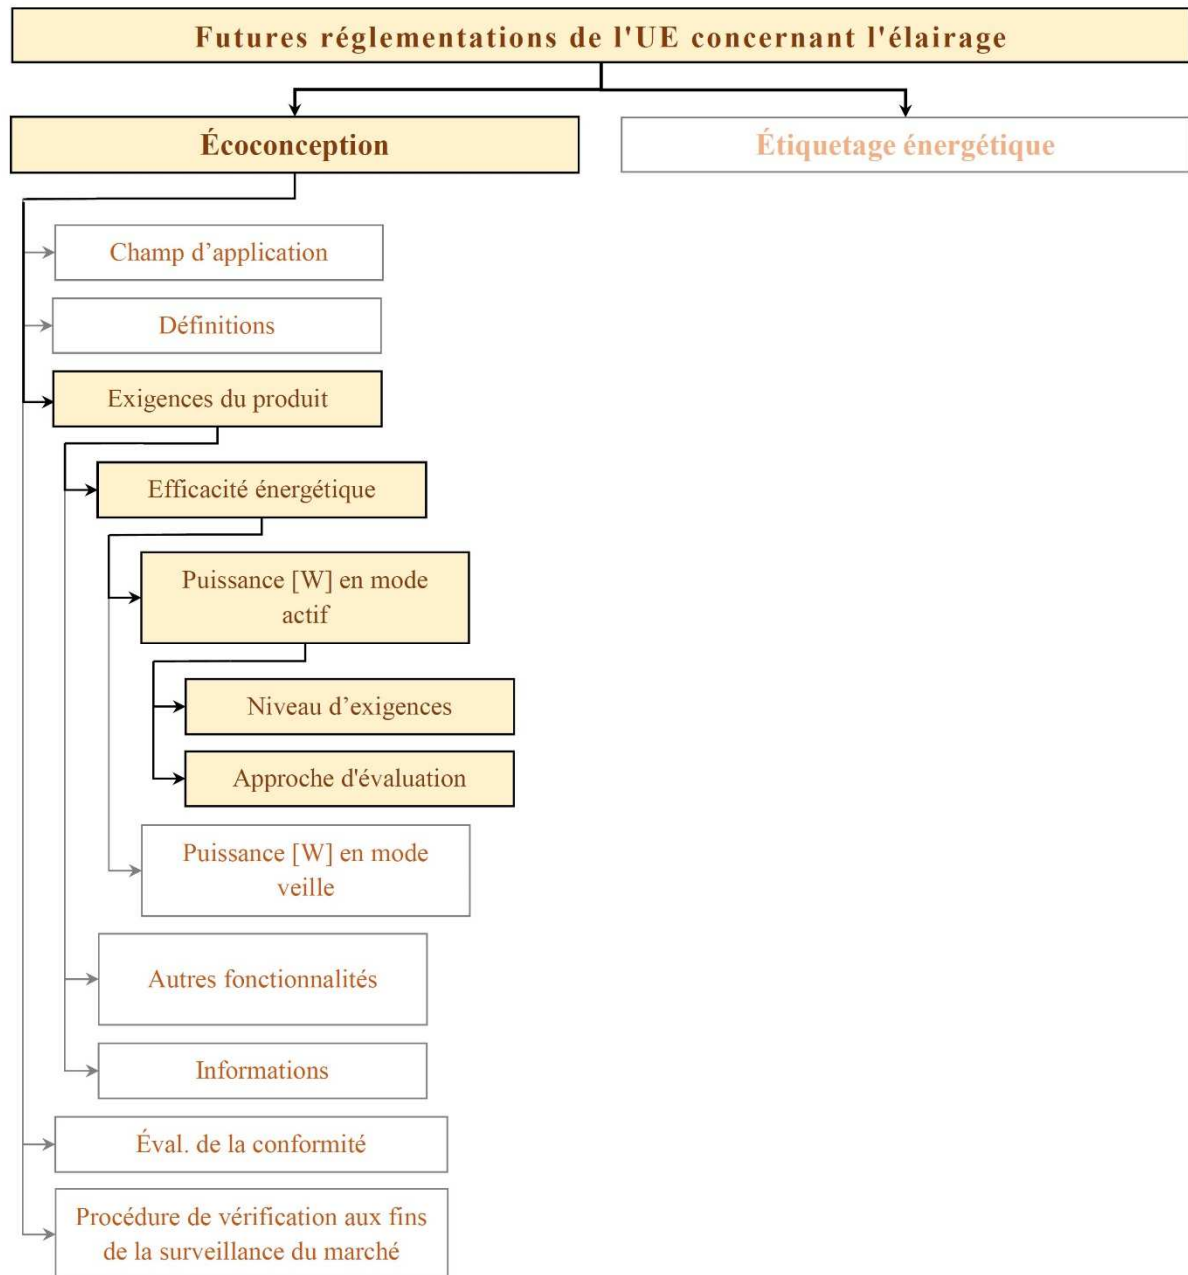 Futures réglementations de l'UE concernant l'élairage
Écoconception
Étiquetage énergétique
Champ d’application
Définitions
Exigences du produit
Efficacité énergétique
Puissance [W] en mode
actif
Niveau d’exigences
Approche d'évaluation
Puissance [W] en mode
veille
Autres fonctionnalités
Informations
Éval. de la conformité
Procédure de vérification aux fins
de la surveillance du marché